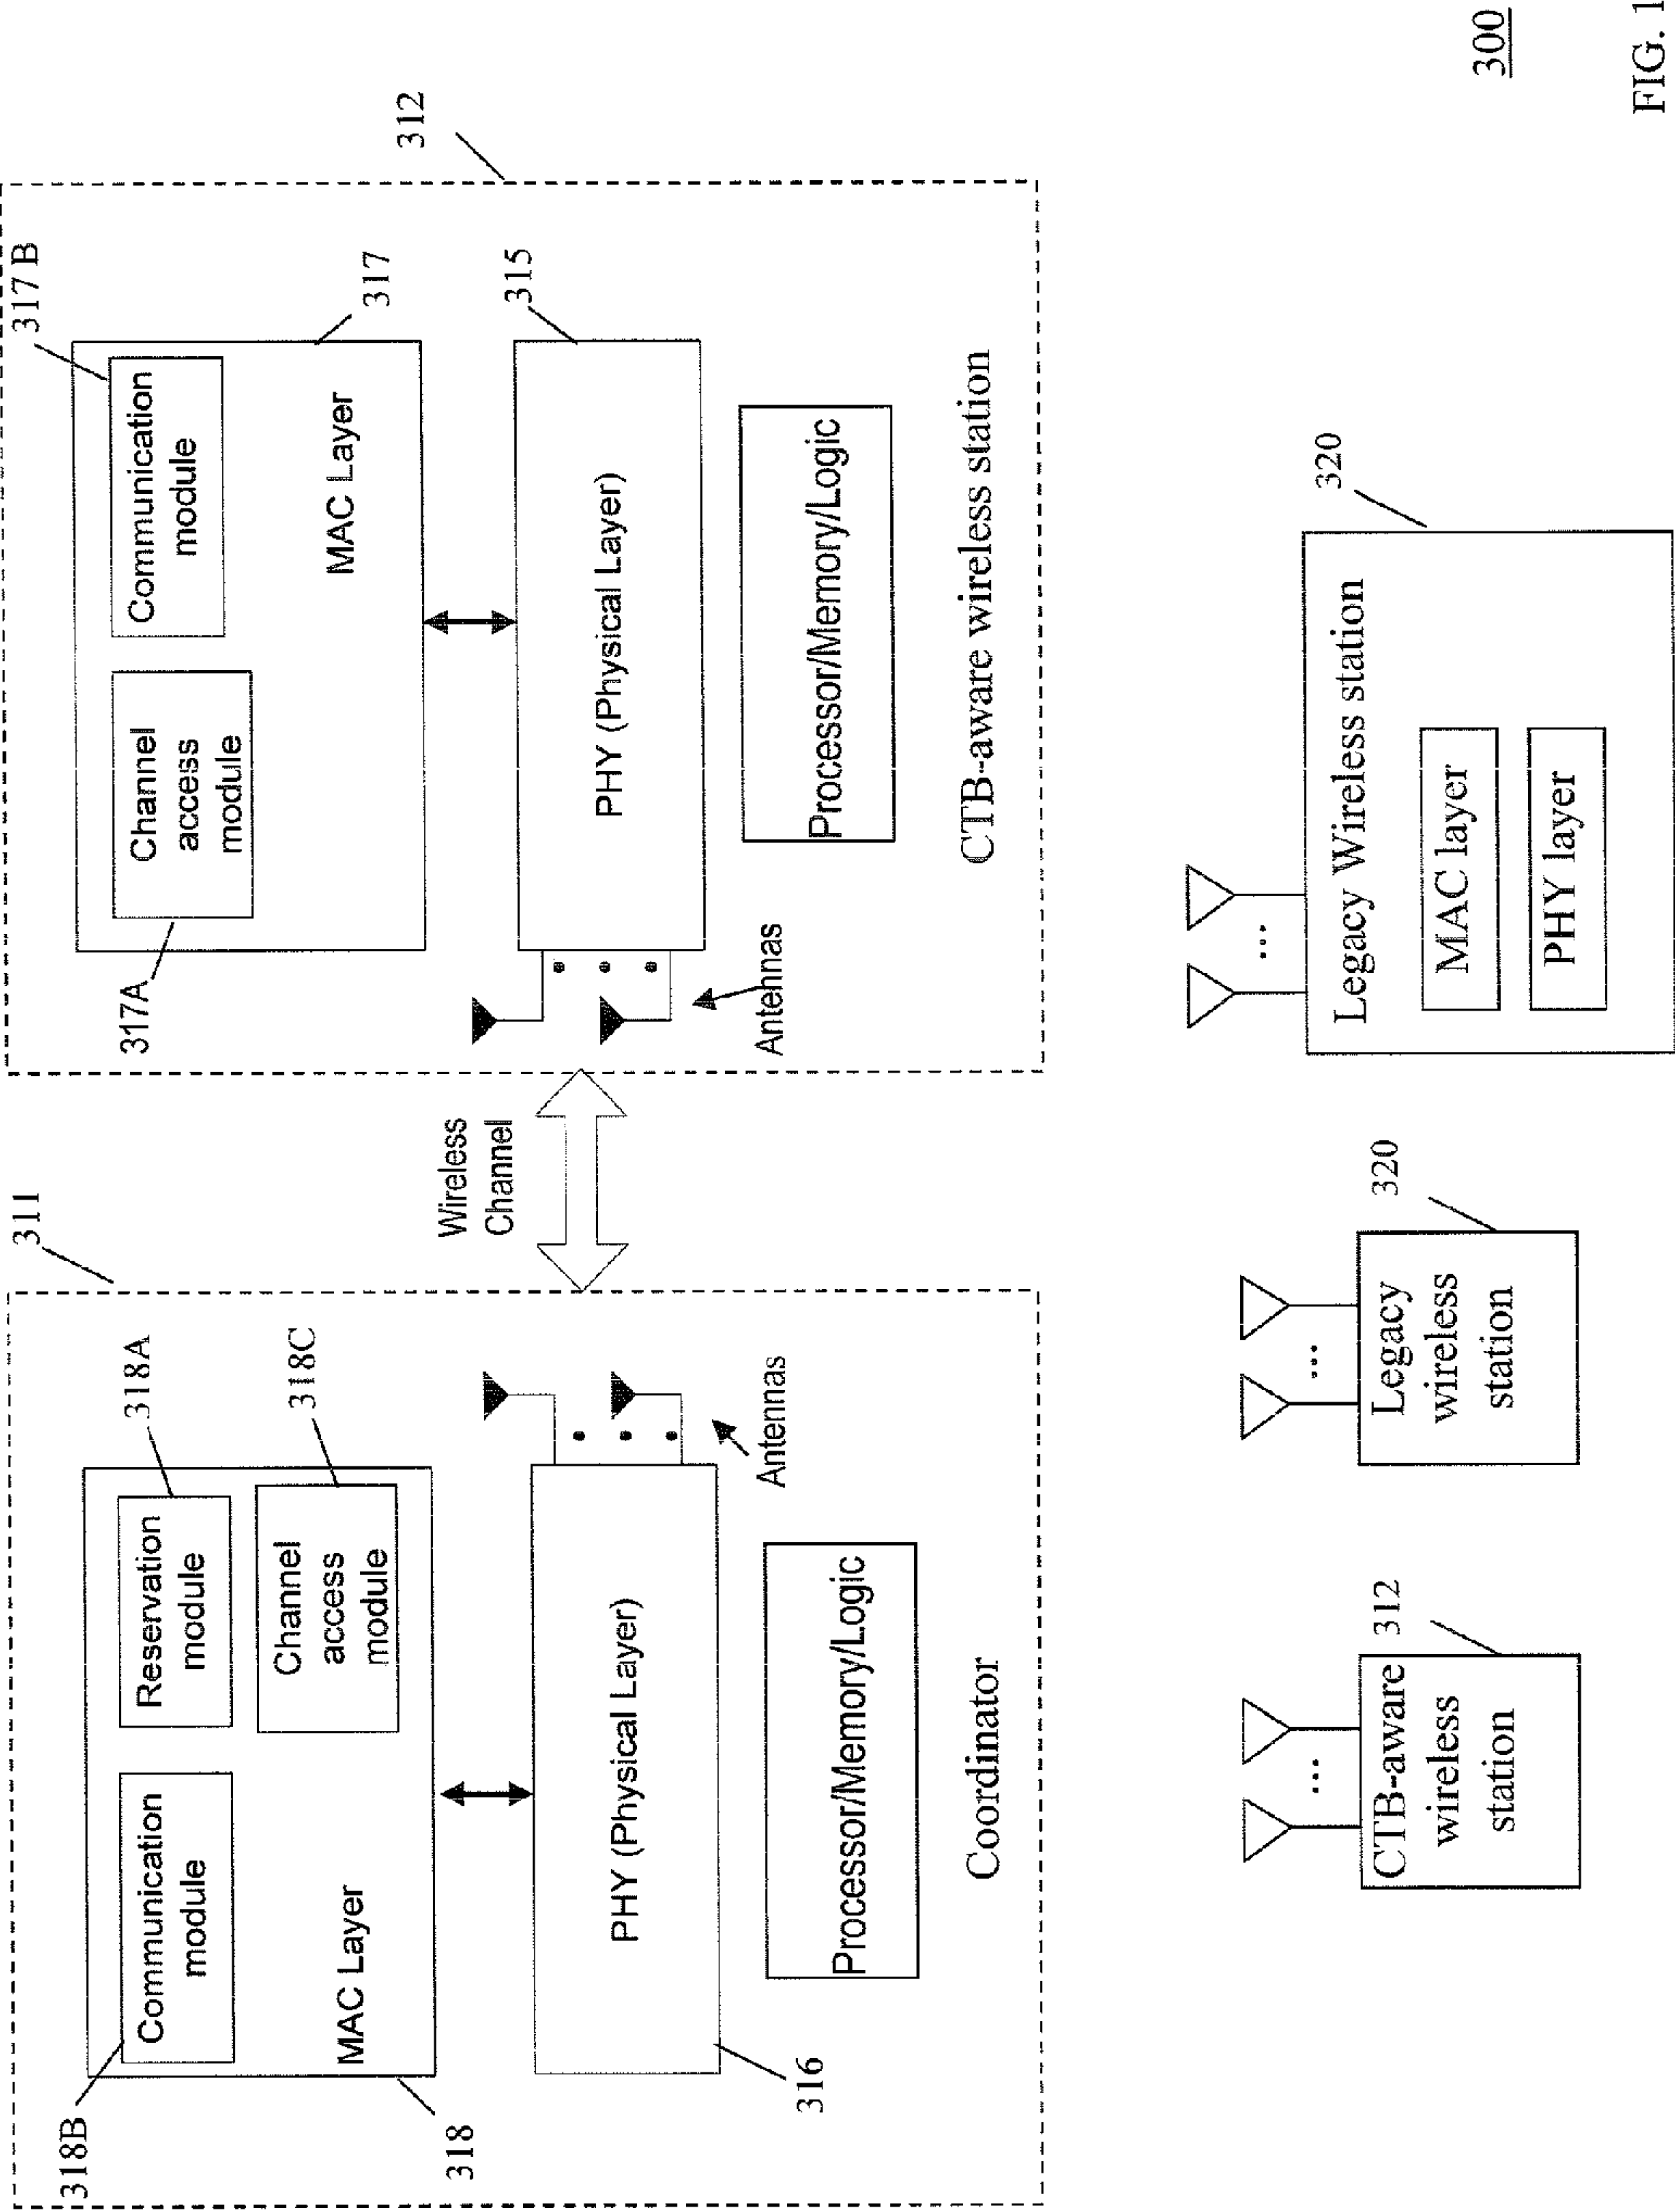 311
318B
Communication
module
Reservation
module
318A
Channel
access
module
318C
MAC Layer
318
PHY (Physical Layer)
316
Antennas
Processor/Memory/Logic
Coordinator
Wireless
Channel
312
317A
Channel
access
module
Communication
module
317 B
MAC Layer
317
PHY (Physical Layer)
315
Antennas
Processor/Memory/Logic
CTB-aware wireless station
...
CTB-aware
wireless
station
312
...
Legacy
wireless
station
320
...
Legacy Wireless station
MAC layer
PHY layer
320
300
FIG. 1